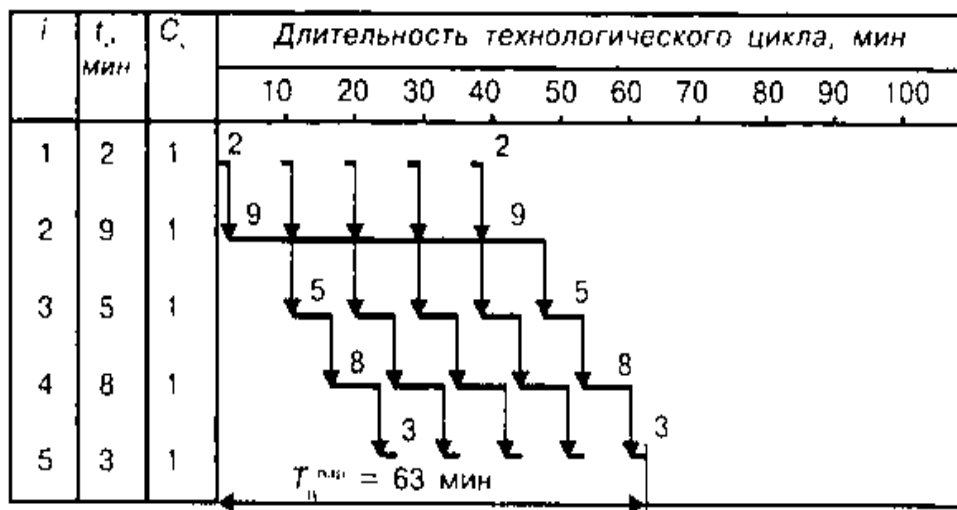 i t, C, Длительность технологического цикла, мин
мин
10 20 30 40 50 60 70 80 90 100
1 2 1 2 2
2 9 1 9 9
3 5 1 5 5
4 8 1 8 8
5 3 1 3 3
= 63 мин